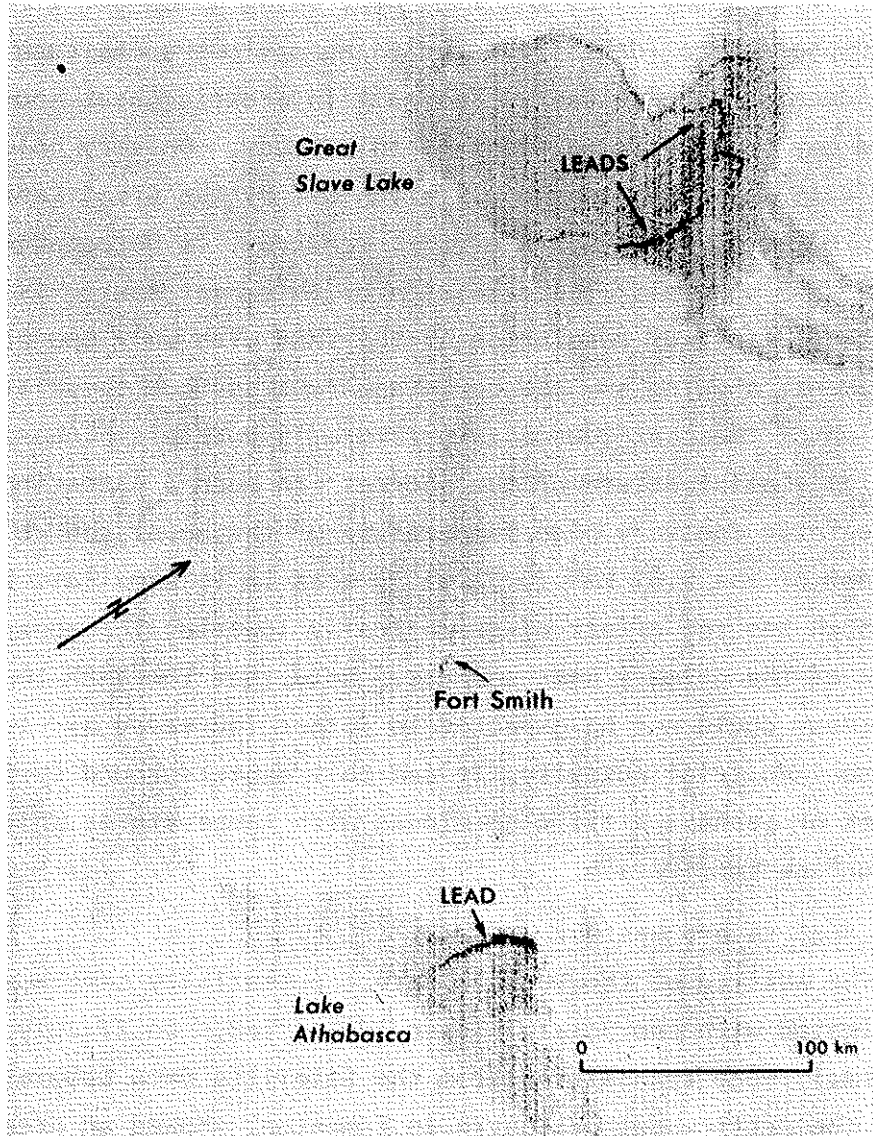 Great
Slave Lake
LEADS
Fort Smith
LEAD
Lake
Athabasca
0 100 km